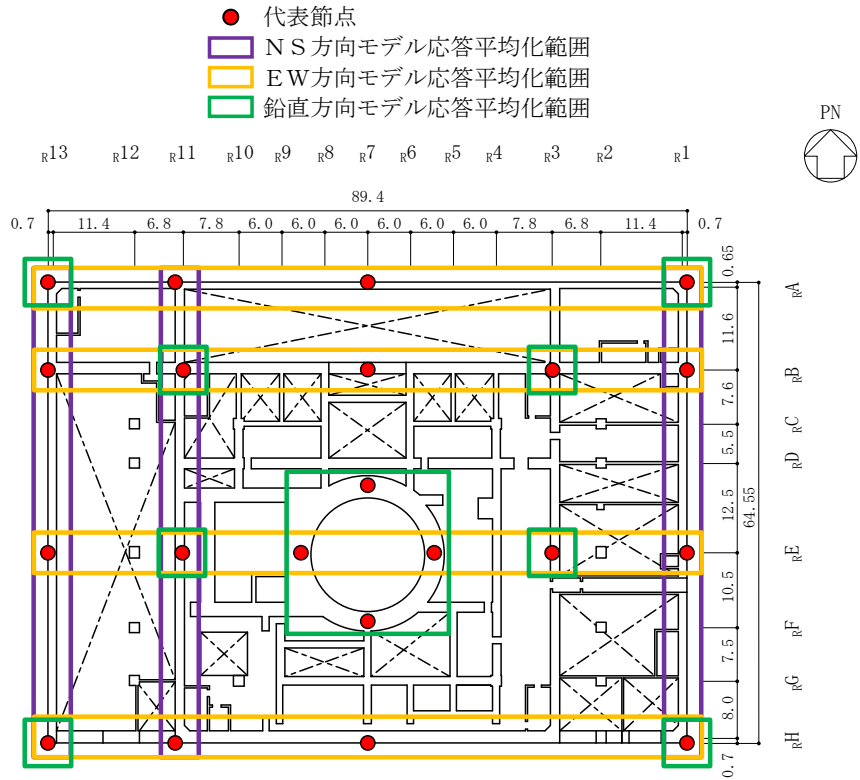 代表節点
ＮＳ方向モデル応答平均化範囲
ＥＷ方向モデル応答平均化範囲
鉛直方向モデル応答平均化範囲
PN
R13 R12 R11 R10 R9 R8 R7 R6 R5 R4 R3 R2 R1
89.4
0.7 11.4 6.8 7.8 6.0 6.0 6.0 6.0 6.0 6.0 7.8 6.8 11.4 0.7
0.65
RA
11.6
RB
7.6
RC
5.5
RD
12.5
64.55
RE
10.5
RF
7.5
RG
8.0
RH
0.7